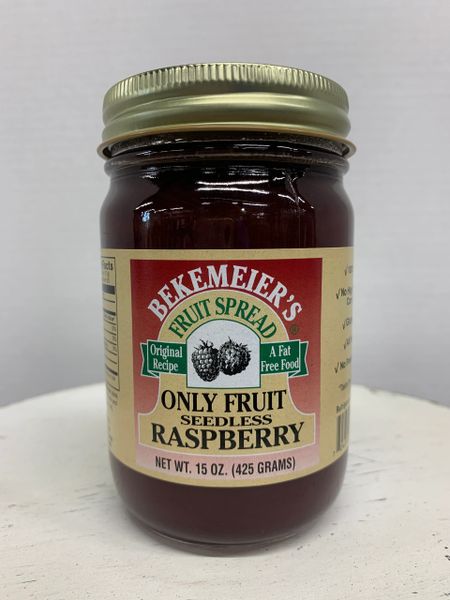 BEKEMEIER'S
FRUIT SPREAD
®
Original
Recipe
A Fat
Free Food
ONLY FRUIT
SEEDLESS
RASPBERRY
NET WT. 15 OZ. (425 GRAMS)